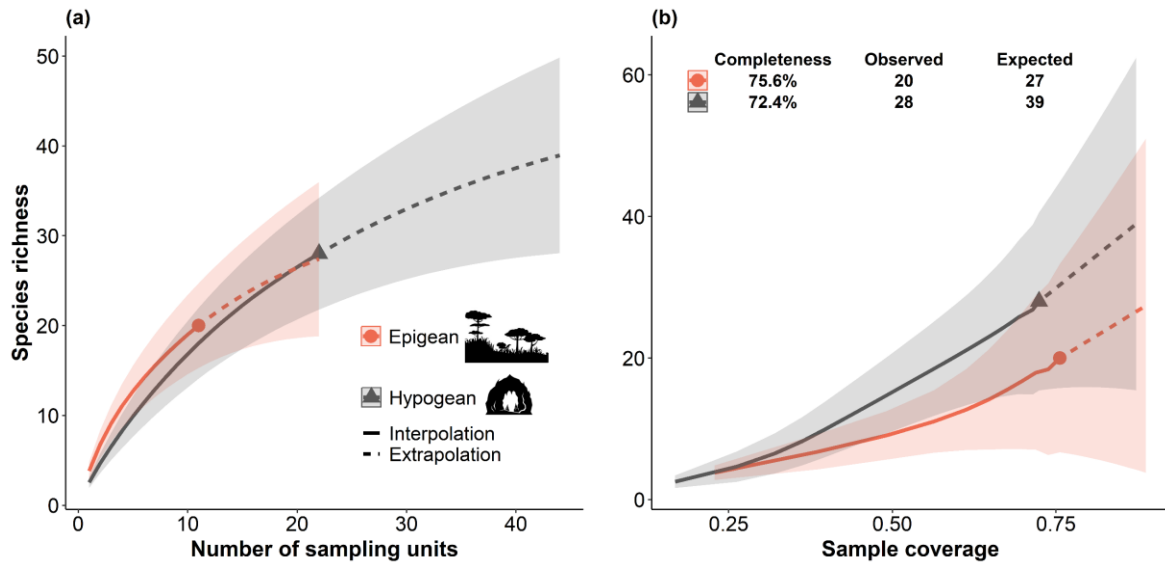 (a)
50
40
30
20
10
0
Species richness
Epigean
Hypogean
Interpolation
Extrapolation
0 10 20 30 40
Number of sampling units
(b)
Completeness Observed Expected
75.6% 20 27
72.4% 28 39
60
40
20
0
0.25 0.50 0.75
Sample coverage